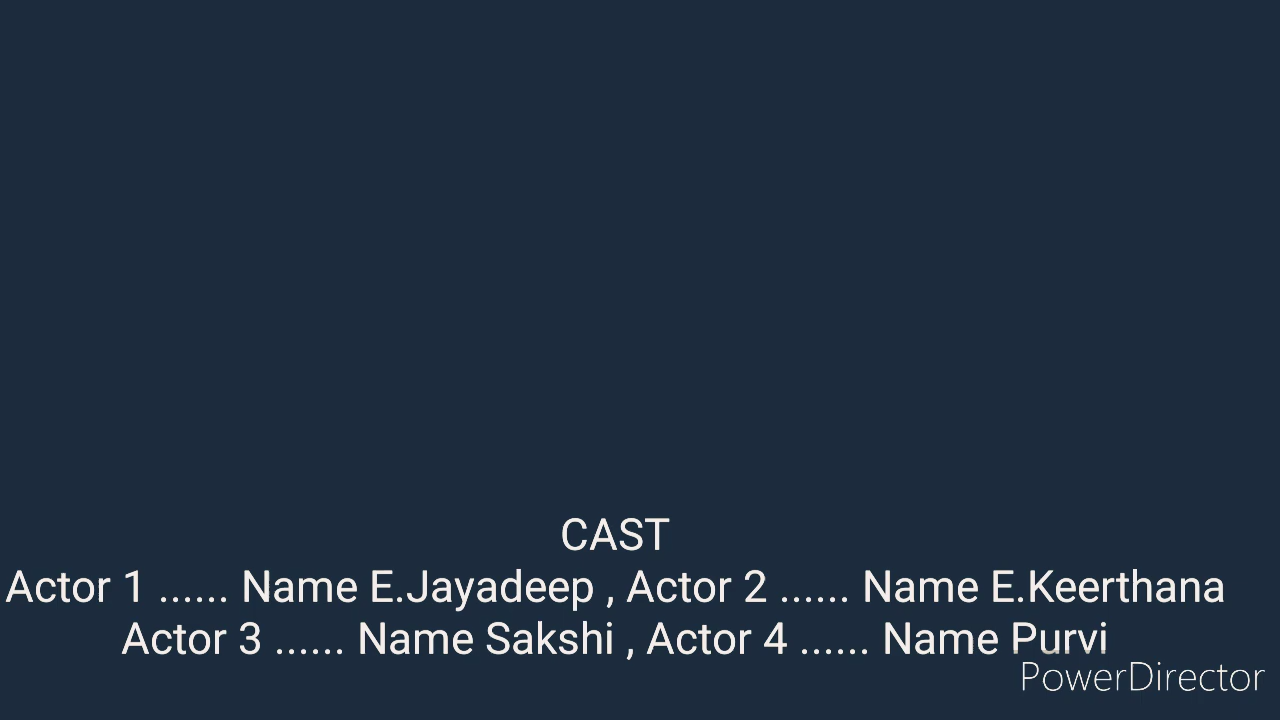 CAST
Actor 1 ...... Name E.Jayadeep , Actor 2 ...... Name E.Keerthana
Actor 3 ...... Name Sakshi , Actor 4 ...... Name Purvi
PowerDirector